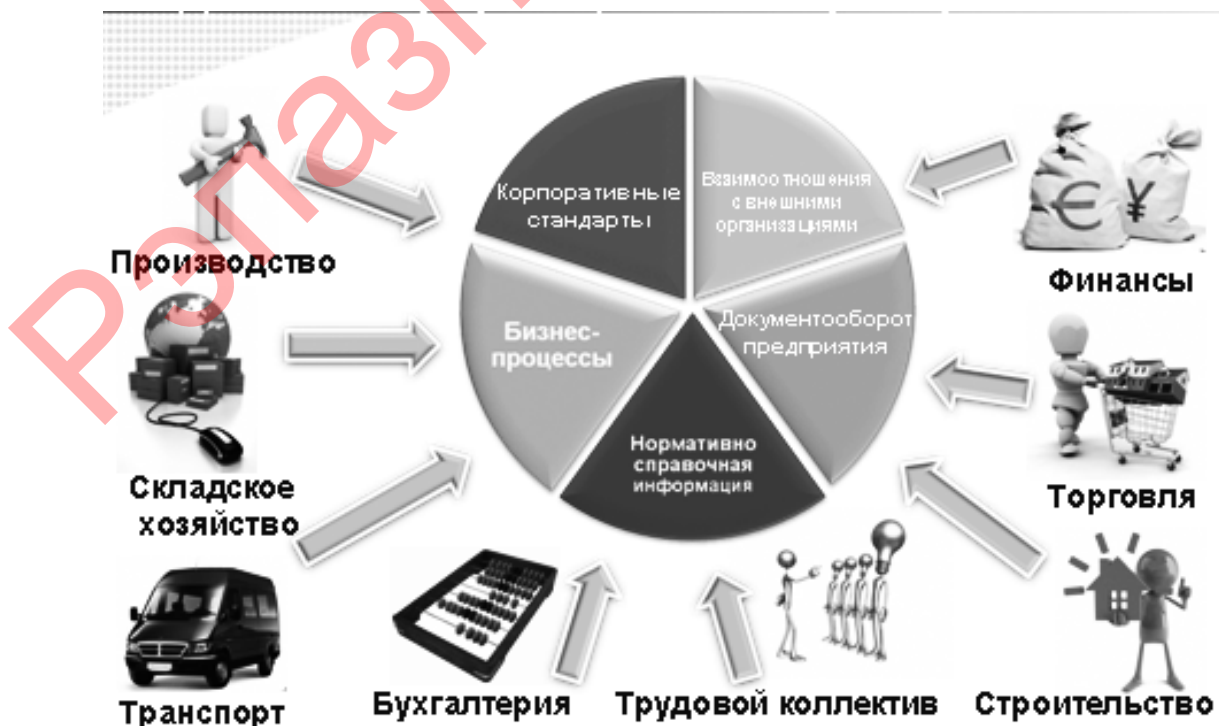 Корпоративные
стандарты
Взаимоотношения
с внешними
организациями
Производство
Финансы
Бизнес-
процессы
Документооборот
предприятия
Нормативно
справочная
информация
Складское
хозяйство
Торговля
Транспорт
Бухгалтерия
Трудовой коллектив
Строительство